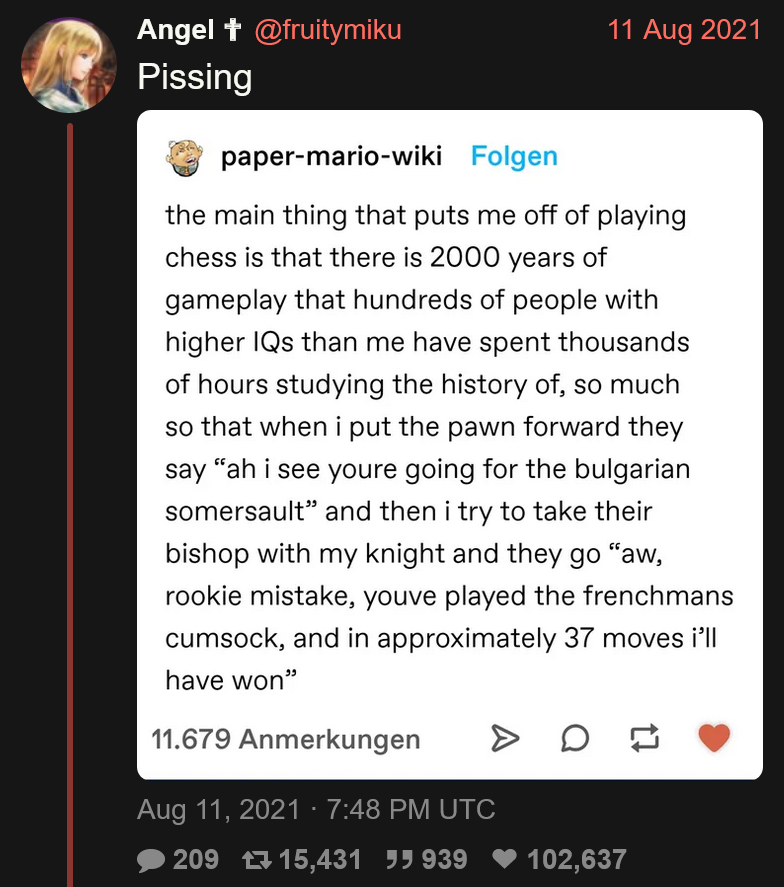 Angel ✝ @fruitymiku 11 Aug 2021
Pissing
paper-mario-wiki Folgen
the main thing that puts me off of playing
chess is that there is 2000 years of
gameplay that hundreds of people with
higher IQs than me have spent thousands
of hours studying the history of, so much
so that when i put the pawn forward they
say “ah i see youre going for the bulgarian
somersault” and then i try to take their
bishop with my knight and they go “aw,
rookie mistake, youve played the frenchmans
cumsock, and in approximately 37 moves i’ll
have won”
11.679 Anmerkungen
Aug 11, 2021 · 7:48 PM UTC
209 15,431 939 102,637